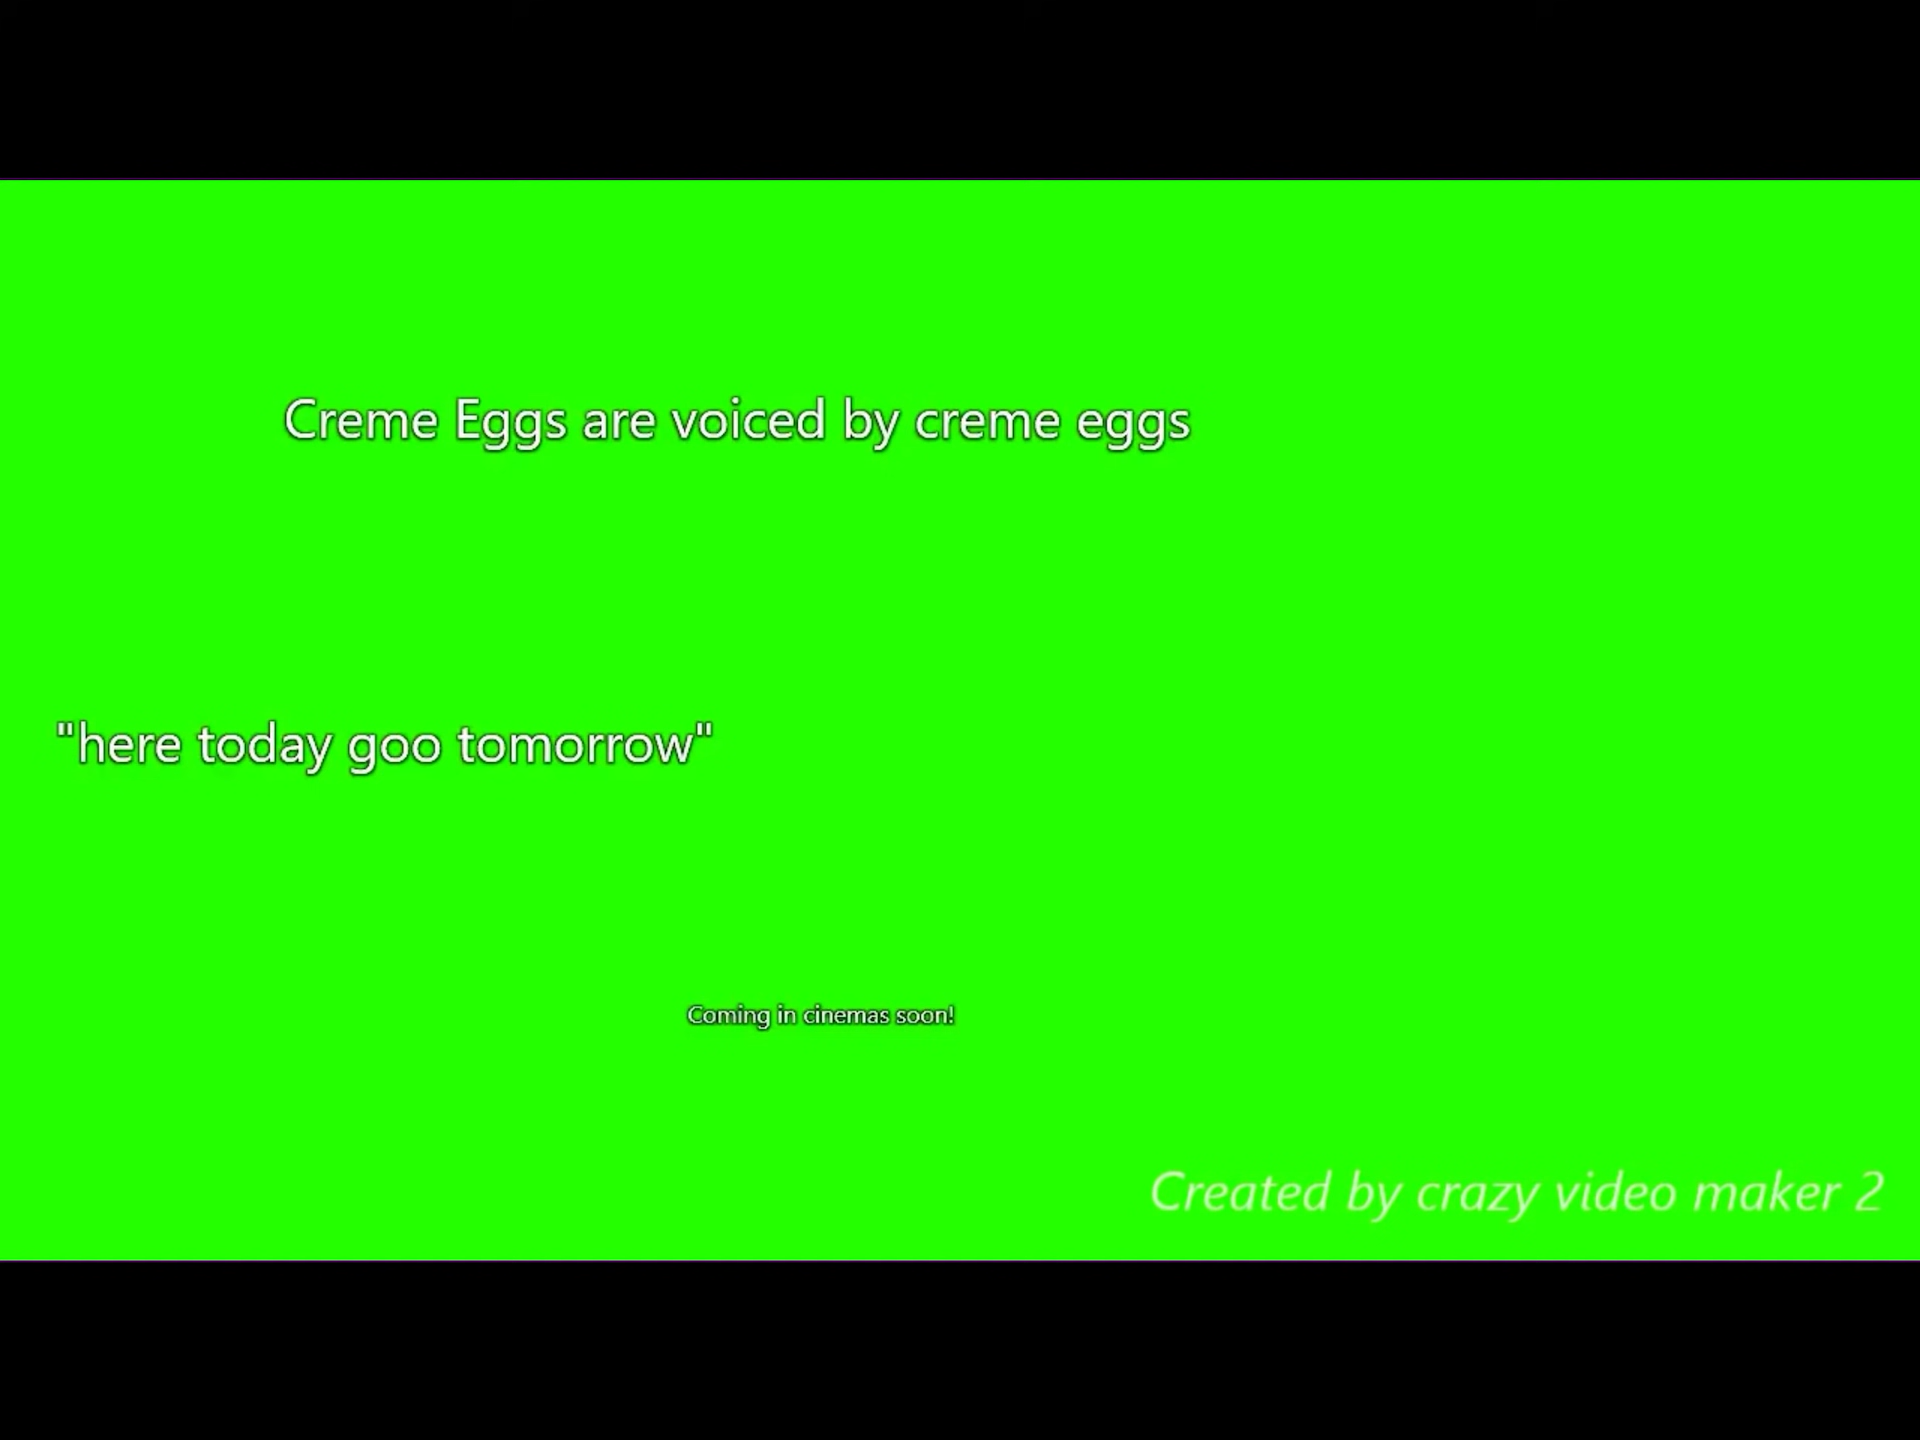 Creme Eggs are voiced by creme eggs
"here today goo tomorrow"
Coming in cinemas soon!
Created by crazy video maker 2